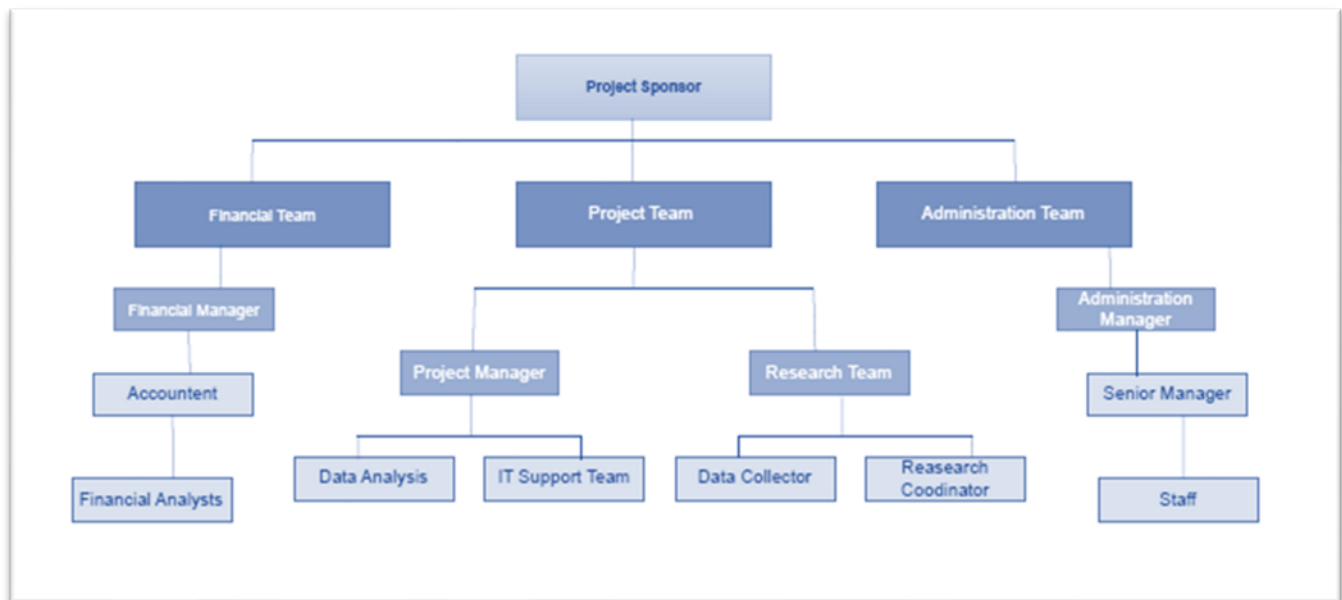 Project Sponsor
Financial Team
Project Team
Administration Team
Financial Manager
Administration
Manager
Project Manager
Research Team
Accountent
Senior Manager
Data Analysis
IT Support Team
Data Collector
Reasearch
Coodinator
Financial Analysts
Staff